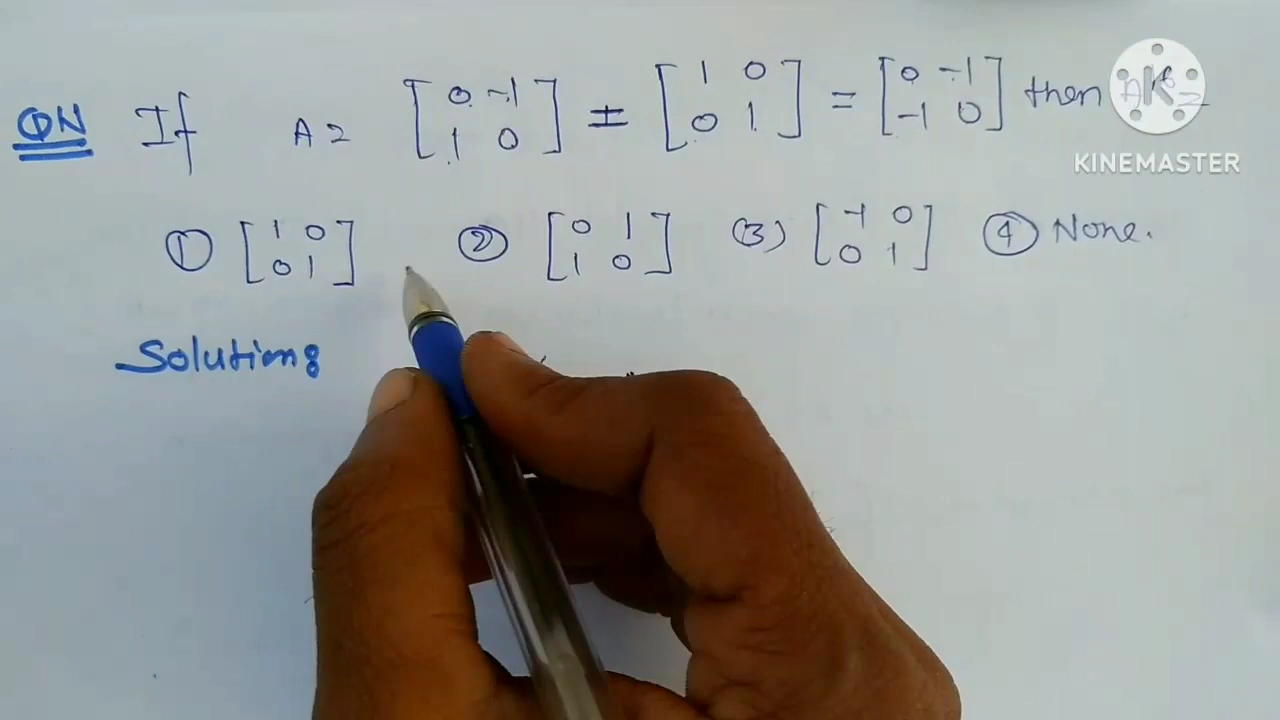 QN If A = [0 -1 1 0] ± [1 0 0 1] = [0 -1 -1 0] then
KINEMASTER
① [1 0 0 1] ② [0 1 1 0] (3) [-1 0 0 1] ④ None.
Solution: